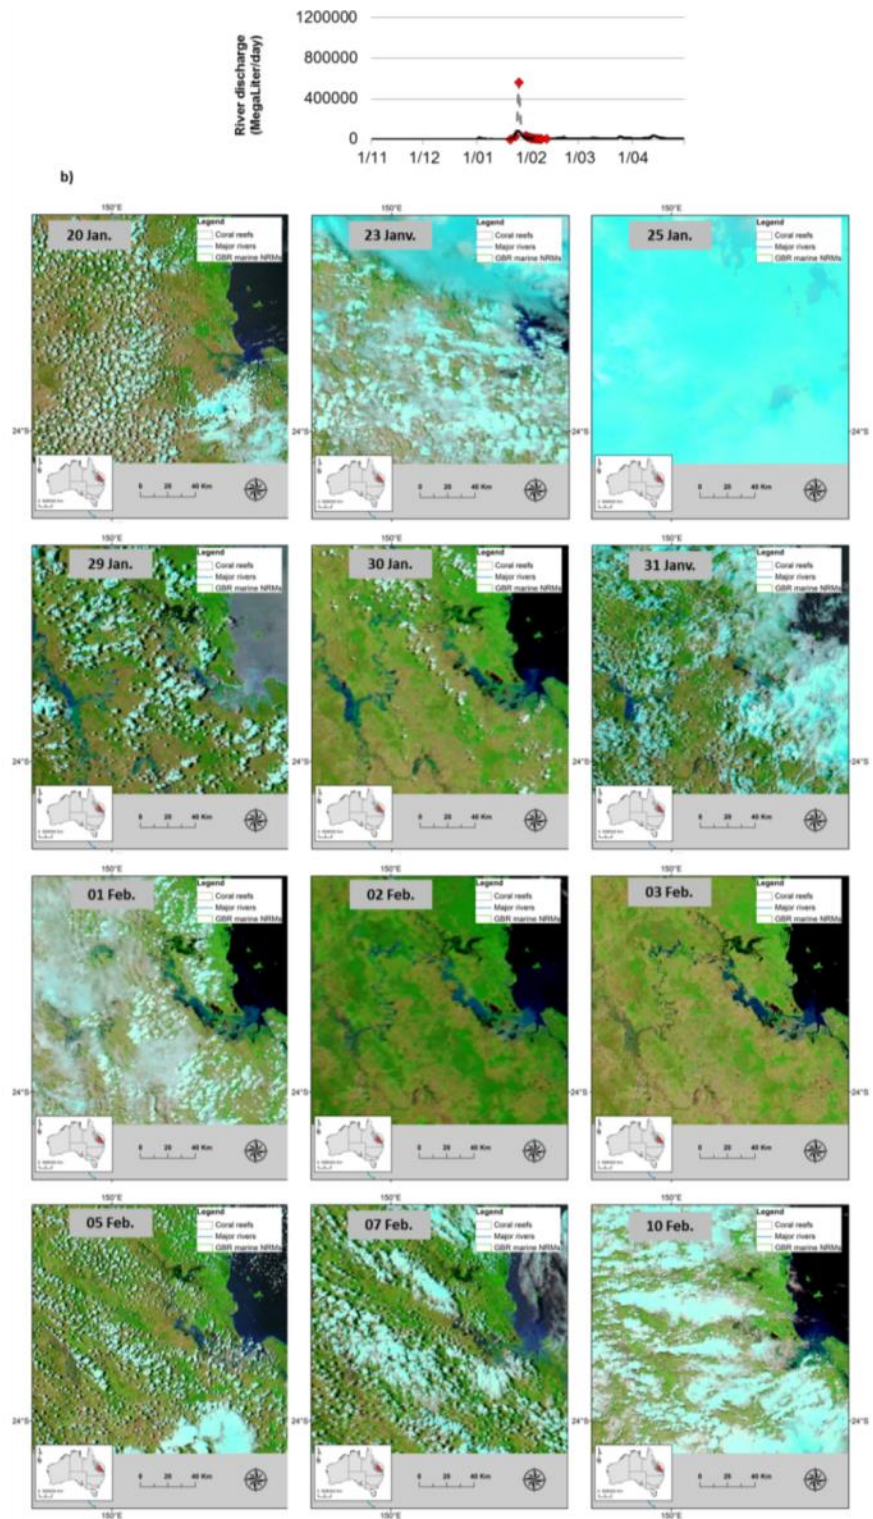 1200000
800000
400000
0
River discharge
(MegaLiter/day)
1/11 1/12 1/01 1/02 1/03 1/04
b)
150°E 150°E 150°E
20 Jan.
Legend
Coral reefs
Major rivers
GBR marine NRMs
23 Janv.
Legend
Coral reefs
Major rivers
GBR marine NRMs
25 Jan.
Legend
Coral reefs
Major rivers
GBR marine NRMs
24°S 24°S
0 20 40 Km
0 20 40 Km
0 20 40 Km
29 Jan.
Legend
Coral reefs
Major rivers
GBR marine NRMs
30 Jan.
Legend
Coral reefs
Major rivers
GBR marine NRMs
31 Janv.
Legend
Coral reefs
Major rivers
GBR marine NRMs
24°S 24°S 24°S
0 20 40 Km
0 20 40 Km
0 20 40 Km
150°E 150°E 150°E
01 Feb.
Legend
Coral reefs
Major rivers
GBR marine NRMs
02 Feb.
Legend
Coral reefs
Major rivers
GBR marine NRMs
03 Feb.
Legend
Coral reefs
Major rivers
GBR marine NRMs
24°S 24°S 24°S
0 20 40 Km
0 20 40 Km
0 20 40 Km
150°E 150°E 150°E
05 Feb.
Legend
Coral reefs
Major rivers
GBR marine NRMs
07 Feb.
Legend
Coral reefs
Major rivers
GBR marine NRMs
10 Feb.
Legend
Coral reefs
Major rivers
GBR marine NRMs
24°S 24°S 24°S
0 20 40 Km
0 20 40 Km
0 20 40 Km
150°E 150°E 150°E